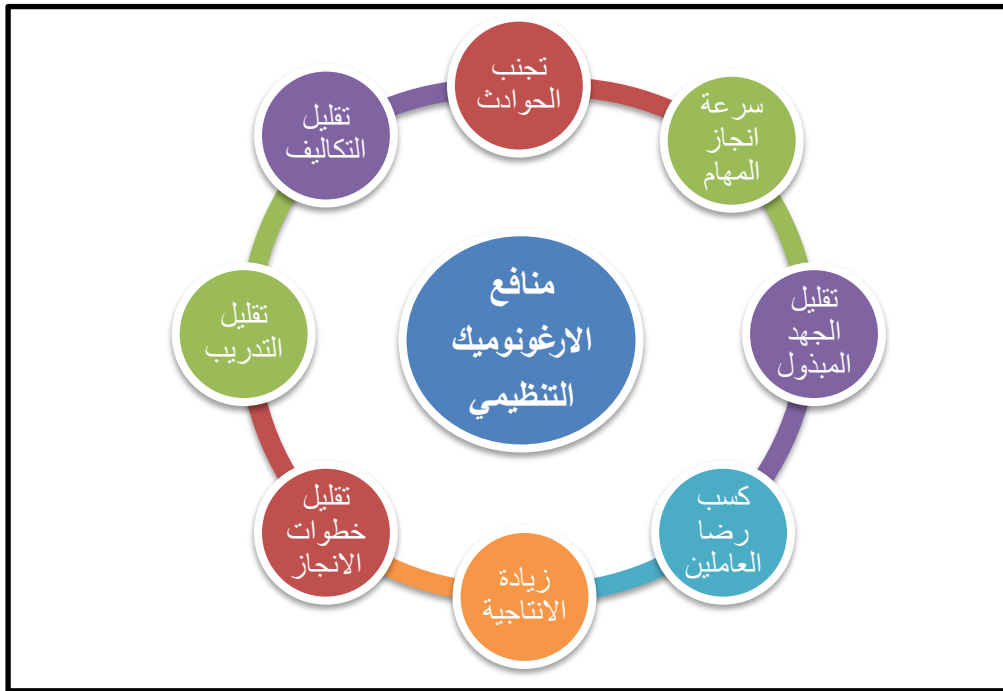 تجنب
الحوادث
سرعة
انجاز
المهام
تقليل
الجهد
المبذول
كسب
رضا
العاملين
زيادة
الانتاجية
تقليل
خطوات
الانجاز
تقليل
التدريب
تقليل
التكاليف
منافع
الارغونوميك
التنظيمي